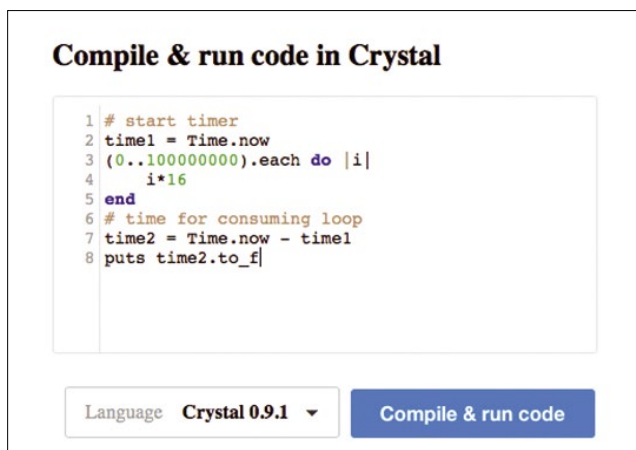 Compile & run code in Crystal
1 # start timer
2 time1 = Time.now
3 (0..100000000).each do |i|
4     i*16
5 end
6 # time for consuming loop
7 time2 = Time.now - time1
8 puts time2.to_f
Language Crystal 0.9.1
Compile & run code